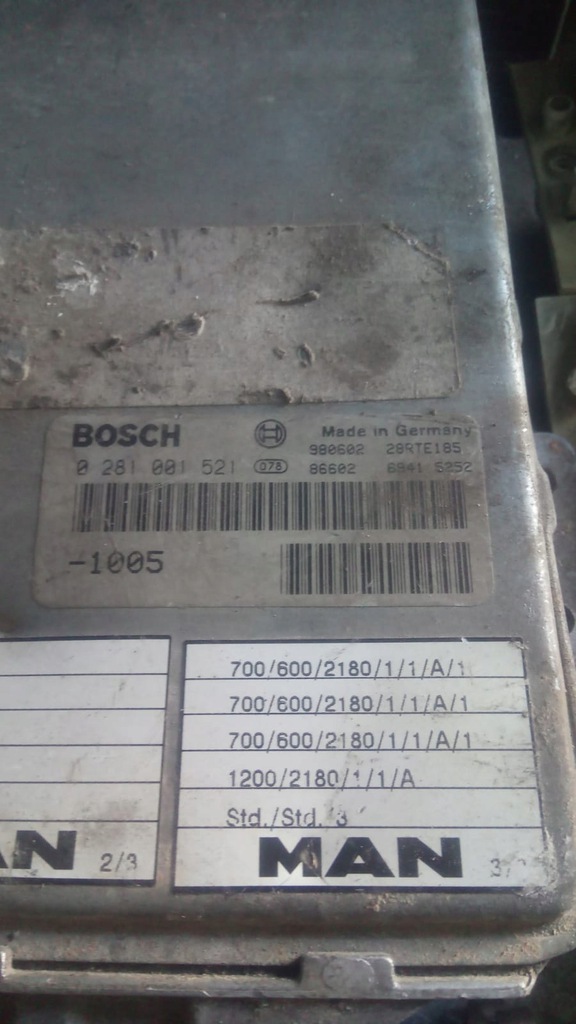 BOSCH Made in Germany
980602 28RTE185
0 281 001 521 078 86602 6941 5252
-1005
700/600/2180/1/1/A/1
700/600/2180/1/1/A/1
700/600/2180/1/1/A/1
1200/2180/1/1/A
Std./Std. 3
AN 2/3
MAN 3/